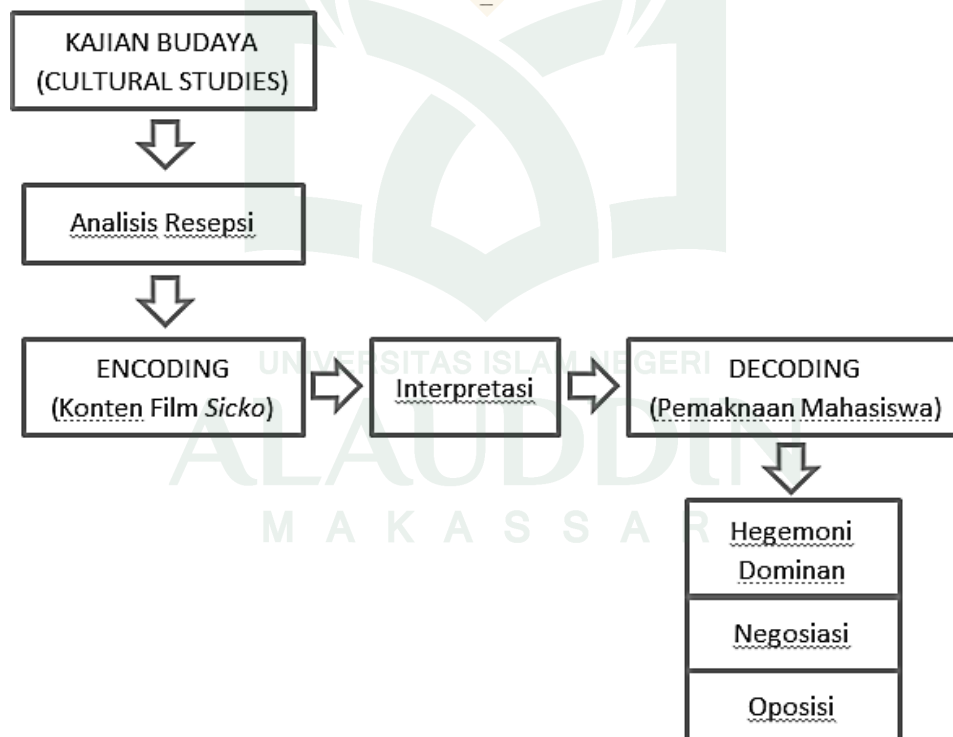 KAJIAN BUDAYA
(CULTURAL STUDIES)
Analisis Resepsi
ENCODING
(Konten Film Sicko)
Interpretasi
DECODING
(Pemaknaan Mahasiswa)
UNIVERSITAS ISLAM NEGERI
ALAUDDIN
MAKASSAR
Hegemoni
Dominan
Negosiasi
Oposisi